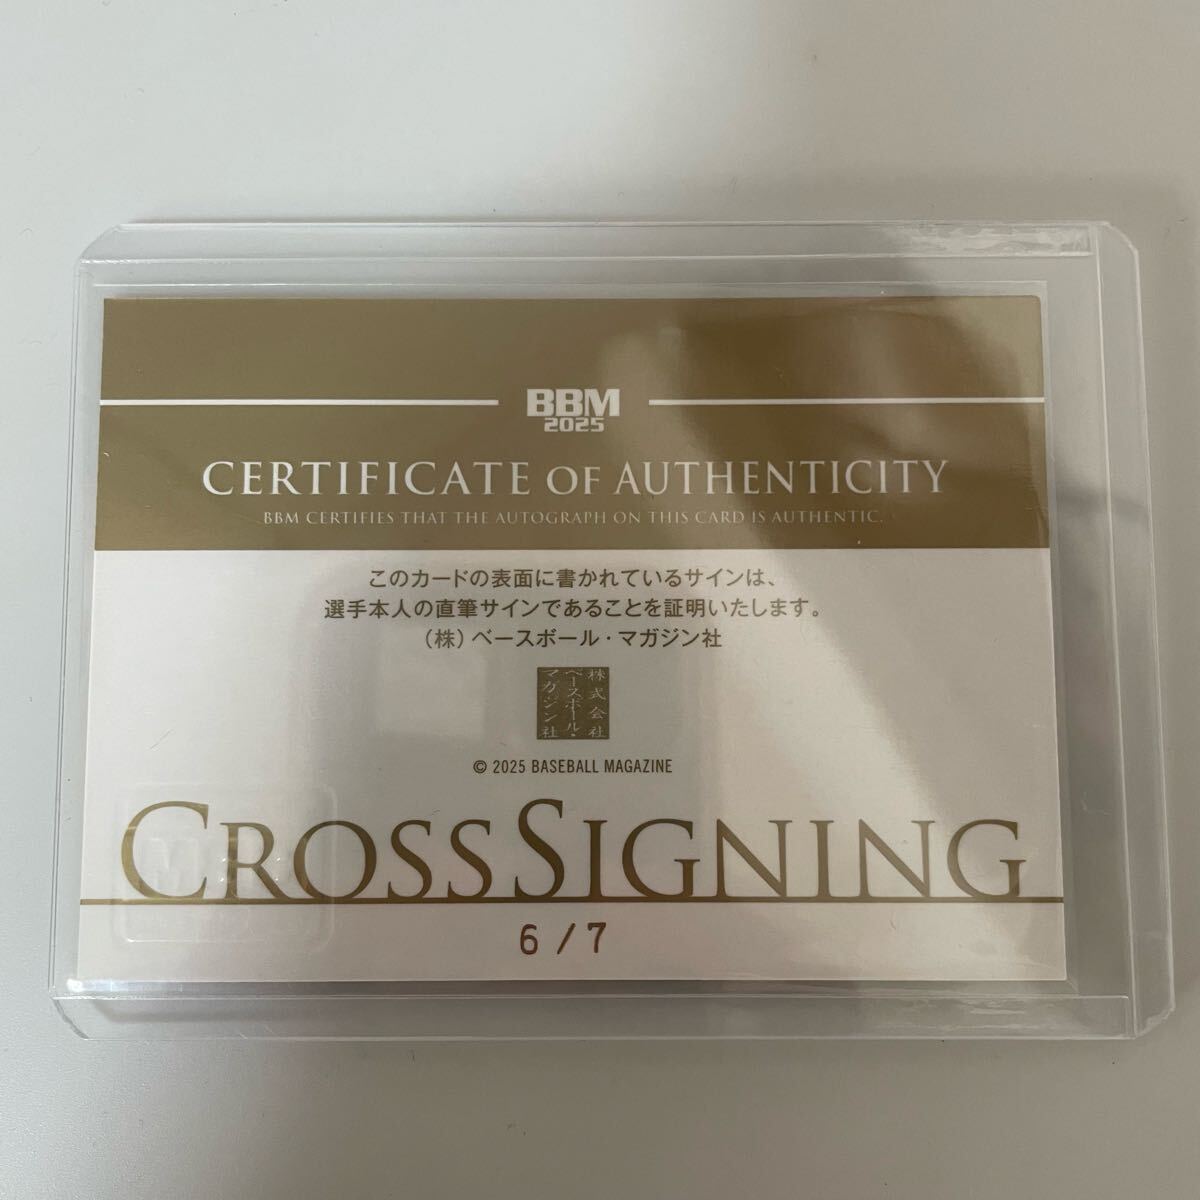 BBM
2025
CERTIFICATE OF AUTHENTICITY
BBM CERTIFIES THAT THE AUTOGRAPH ON THIS CARD IS AUTHENTIC.
このカードの表面に書かれているサインは、
選手本人の直筆サインであることを証明いたします。
（株）ベースボール・マガジン社
株式会社
ベースボール・
マガジン社
© 2025 BASEBALL MAGAZINE
CROSSSIGNING
6 / 7